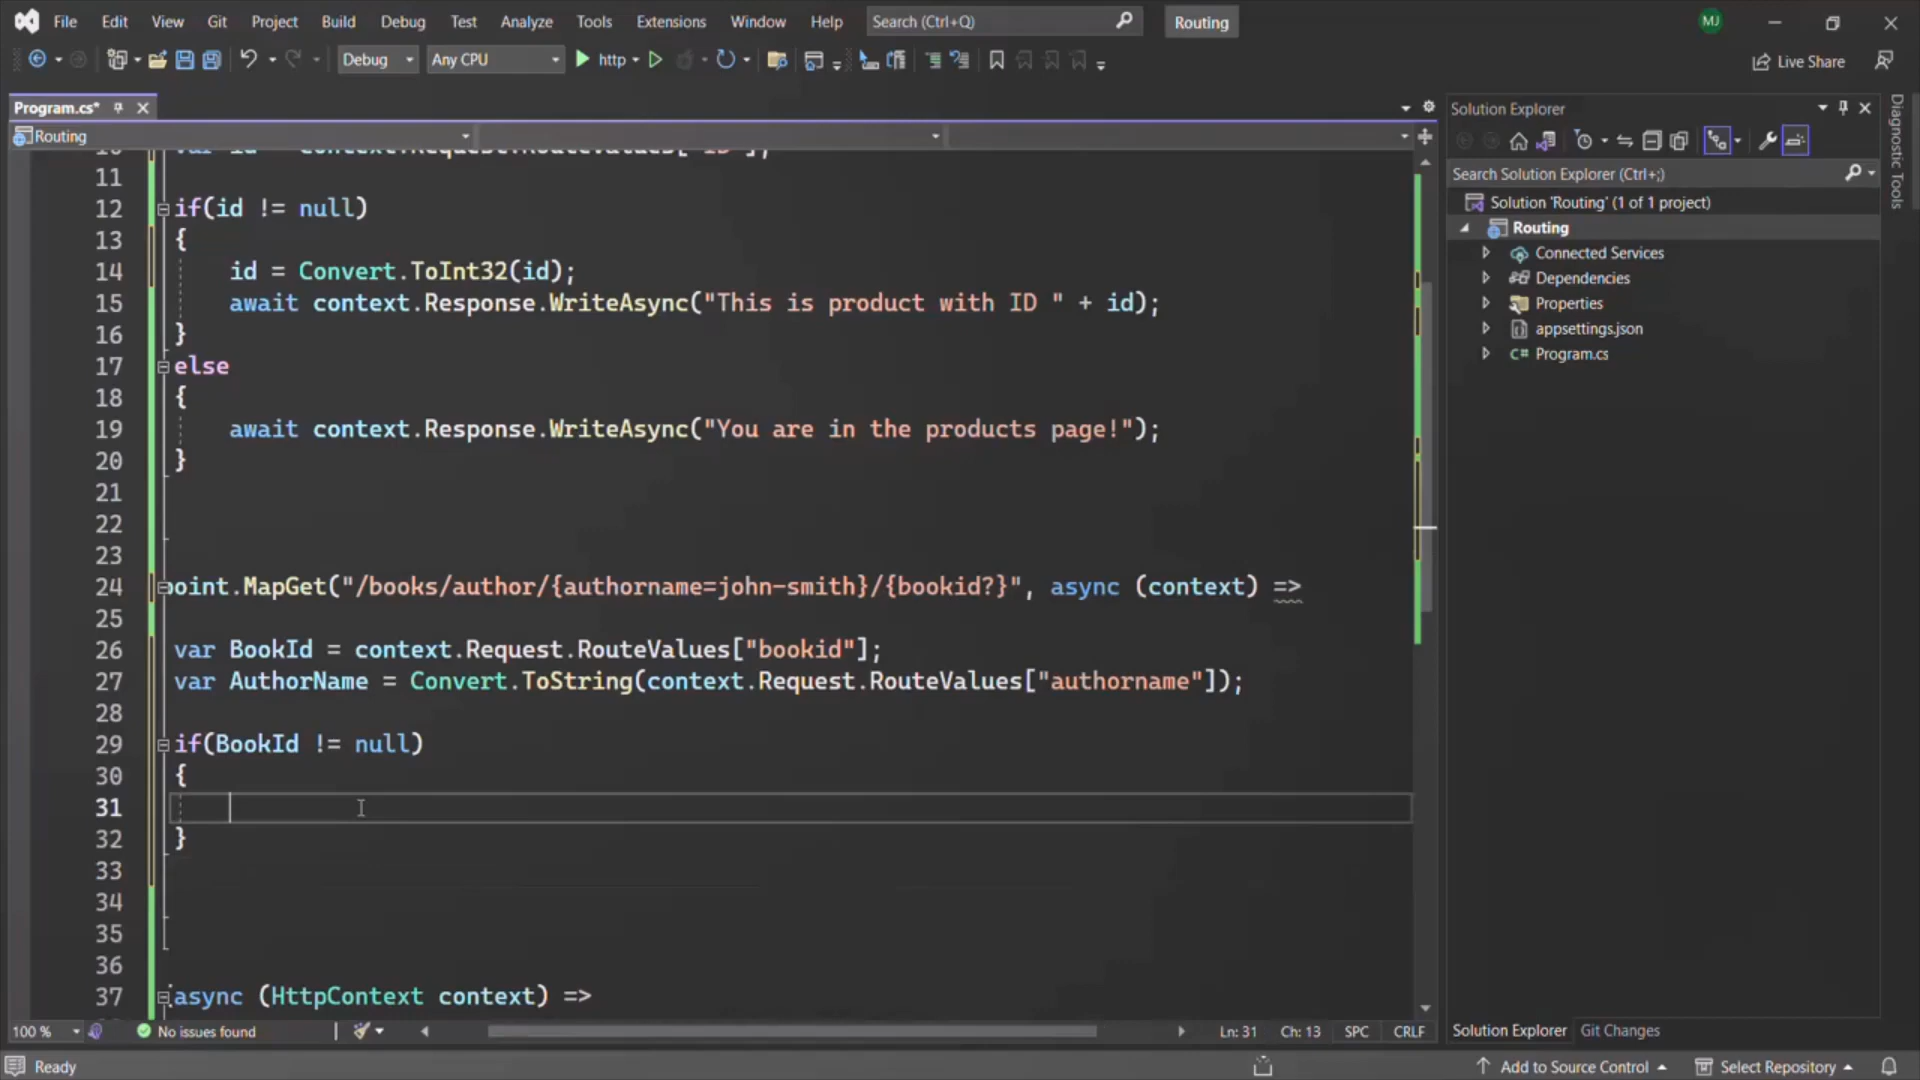 File Edit View Git Project Build Debug Test Analyze Tools Extensions Window Help Search (Ctrl+Q) Routing MJ
Debug Any CPU http Live Share
Program.cs*
Routing
11
12 if(id != null)
13 {
14 id = Convert.ToInt32(id);
15 await context.Response.WriteAsync("This is product with ID " + id);
16 }
17 else
18 {
19 await context.Response.WriteAsync("You are in the products page!");
20 }
21
22
23
24 point.MapGet("/books/author/{authorname=john-smith}/{bookid?}", async (context) =>
25
26 var BookId = context.Request.RouteValues["bookid"];
27 var AuthorName = Convert.ToString(context.Request.RouteValues["authorname"]);
28
29 if(BookId != null)
30 {
31
32 }
33
34
35
36
37 async (HttpContext context) =>
100 % No issues found Ln: 31 Ch: 13 SPC CRLF
Solution Explorer
Search Solution Explorer (Ctrl+;)
Solution 'Routing' (1 of 1 project)
Routing
Connected Services
Dependencies
Properties
appsettings.json
C# Program.cs
Solution Explorer Git Changes
Diagnostic Tools
Ready Add to Source Control Select Repository